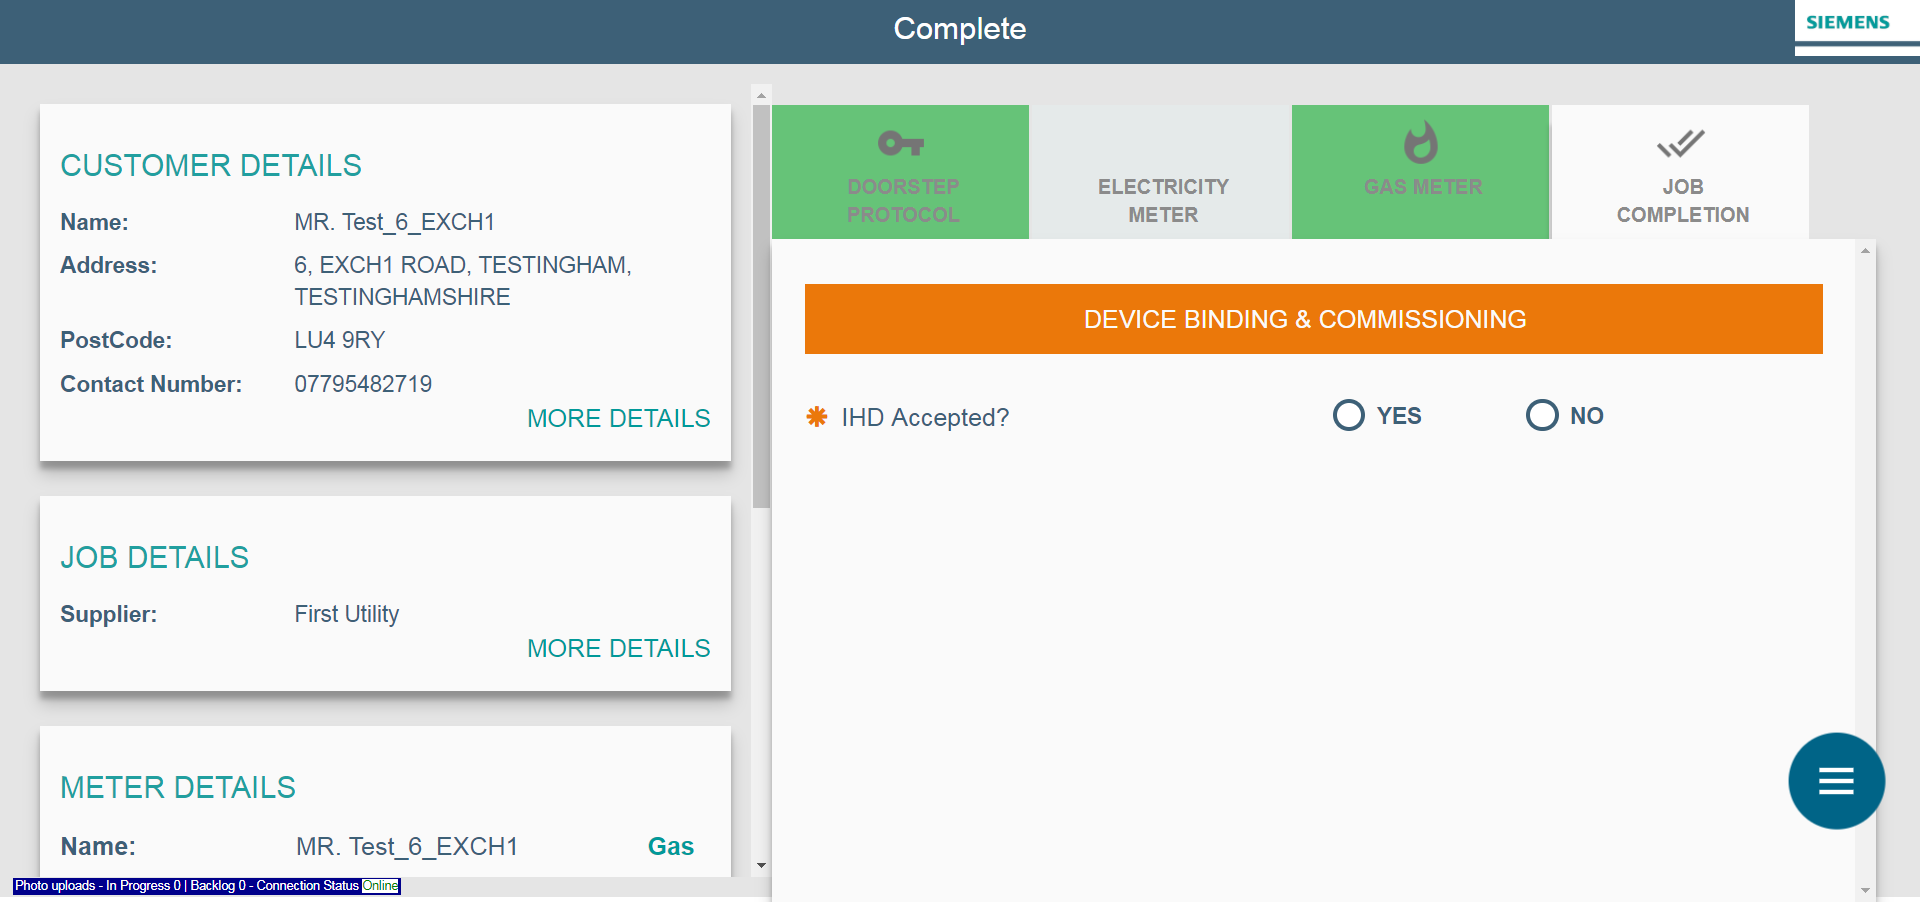 Complete
SIEMENS
CUSTOMER DETAILS
Name: MR. Test_6_EXCH1
Address: 6, EXCH1 ROAD, TESTINGHAM,
TESTINGHAMSHIRE
PostCode: LU4 9RY
Contact Number: 07795482719
MORE DETAILS
JOB DETAILS
Supplier: First Utility
MORE DETAILS
METER DETAILS
Name: MR. Test_6_EXCH1 Gas
Photo uploads - In Progress 0 | Backlog 0 - Connection Status Online
DOORSTEP
PROTOCOL
ELECTRICITY
METER
GAS METER
JOB
COMPLETION
DEVICE BINDING & COMMISSIONING
✱ IHD Accepted? YES NO